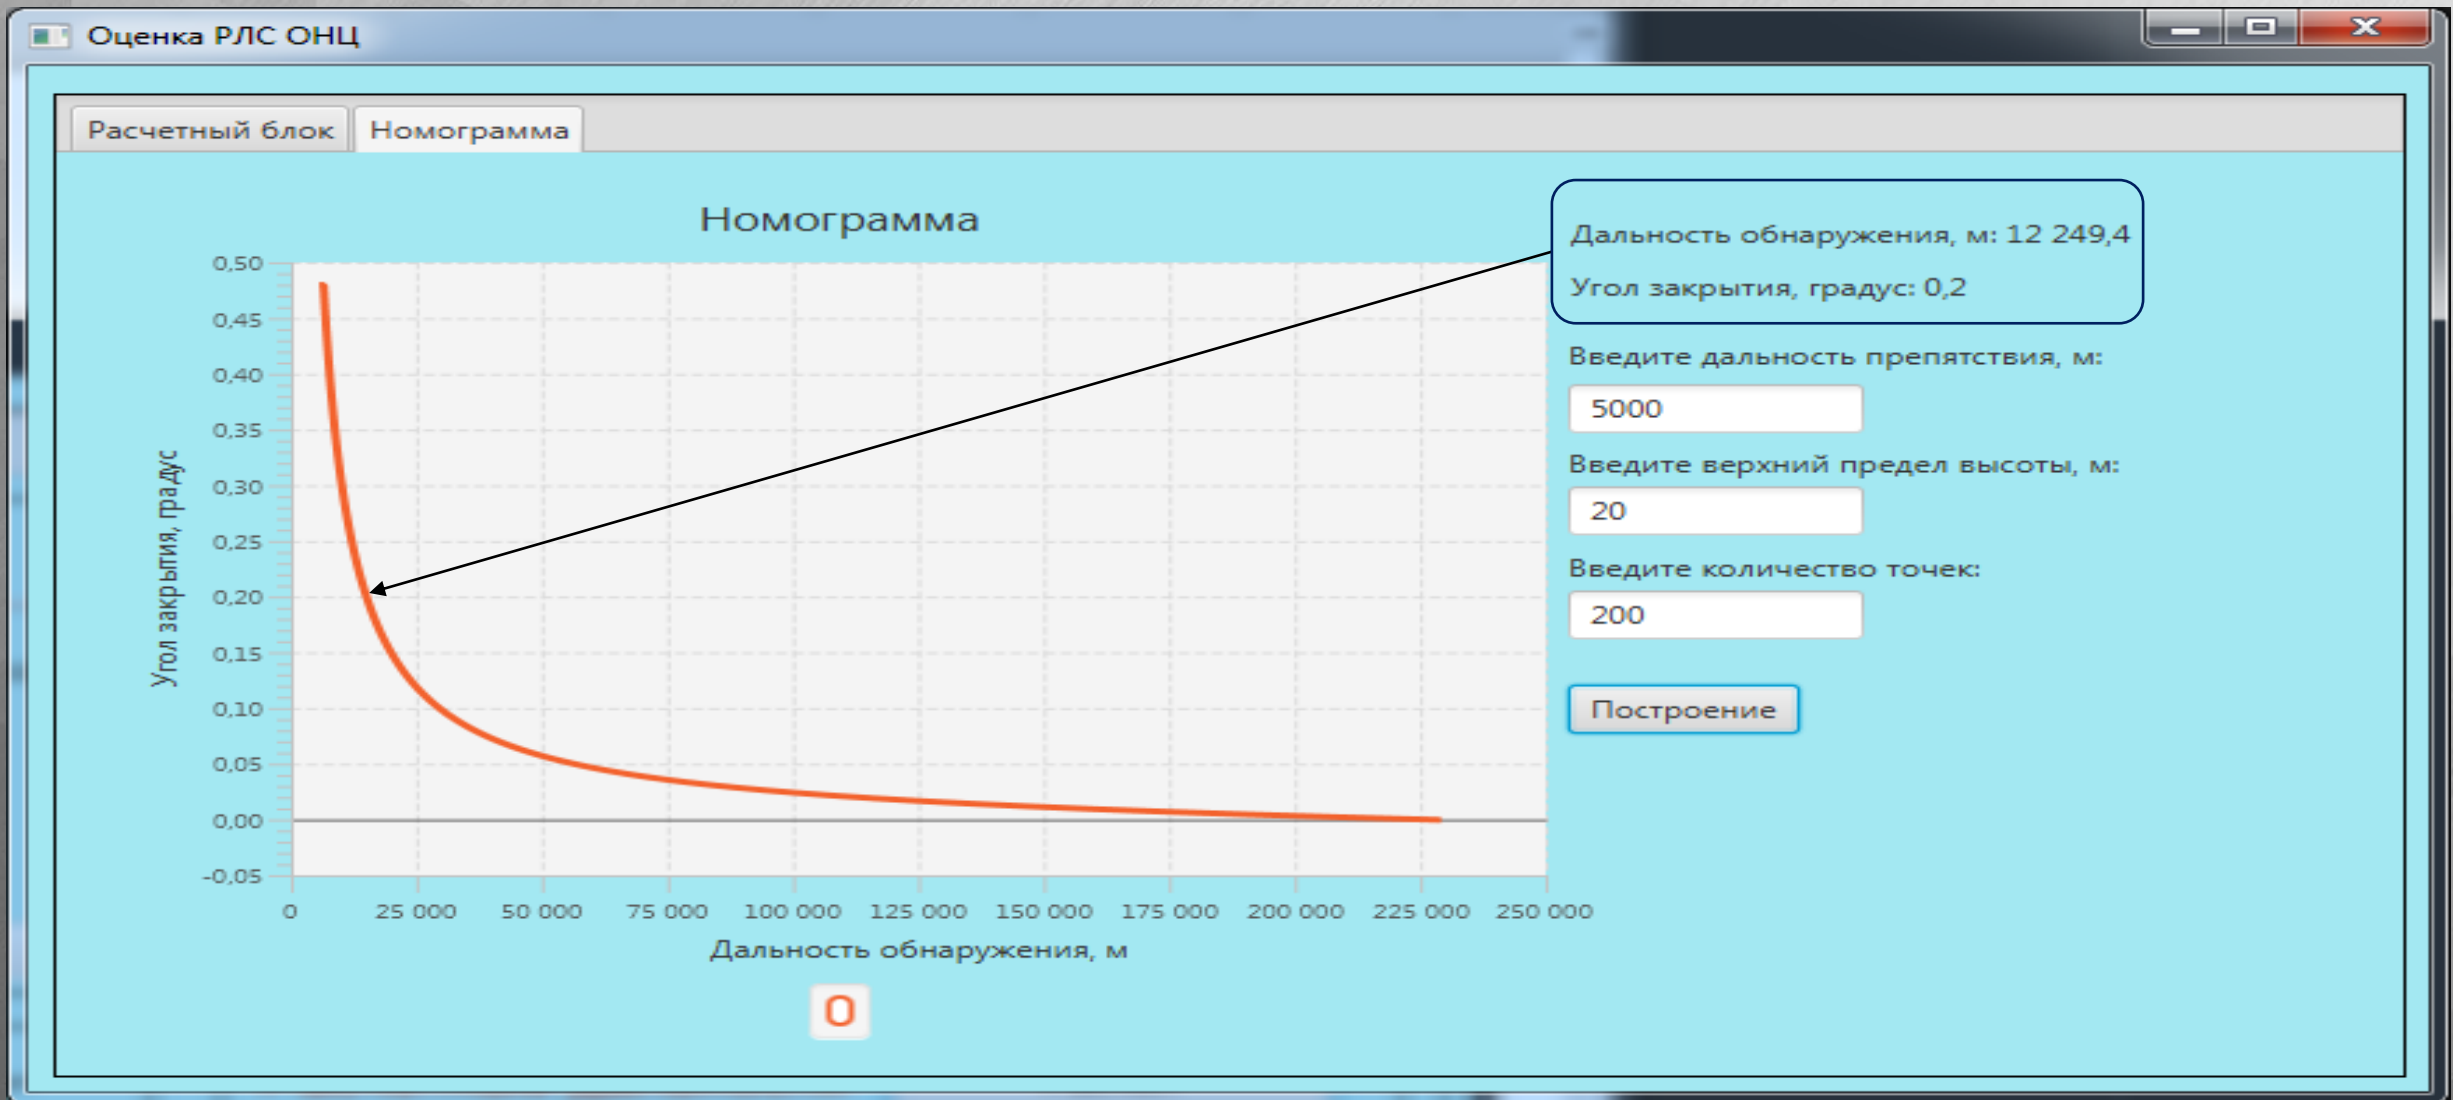 Оценка РЛС ОНЦ
Расчетный блок
Номограмма
Номограмма
Дальность обнаружения, м: 12 249,4
Угол закрытия, градус: 0,2
Введите дальность препятствия, м:
5000
Введите верхний предел высоты, м:
20
Введите количество точек:
200
Построение
Угол закрытия, градус
0,50
0,45
0,40
0,35
0,30
0,25
0,20
0,15
0,10
0,05
0,00
-0,05
0 25 000 50 000 75 000 100 000 125 000 150 000 175 000 200 000 225 000 250 000
Дальность обнаружения, м
О